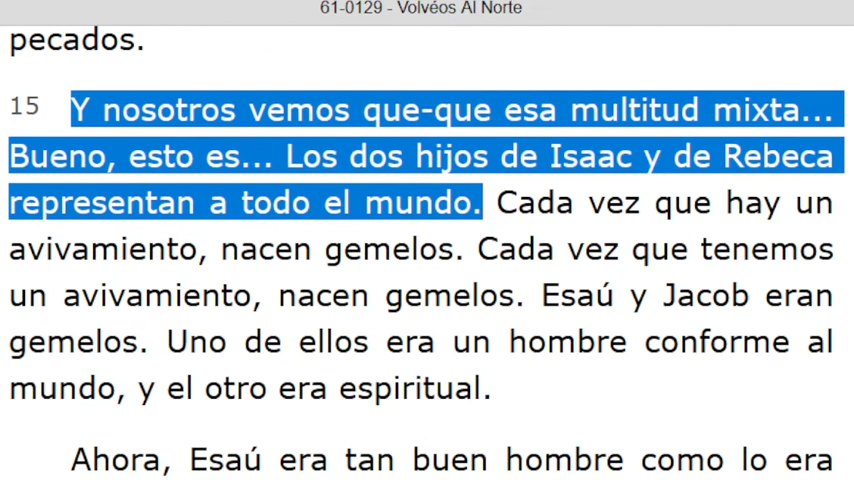 61-0129 - Volvéos Al Norte
pecados.
15 Y nosotros vemos que-que esa multitud mixta...
Bueno, esto es... Los dos hijos de Isaac y de Rebeca
representan a todo el mundo. Cada vez que hay un
avivamiento, nacen gemelos. Cada vez que tenemos
un avivamiento, nacen gemelos. Esaú y Jacob eran
gemelos. Uno de ellos era un hombre conforme al
mundo, y el otro era espiritual.
Ahora, Esaú era tan buen hombre como lo era